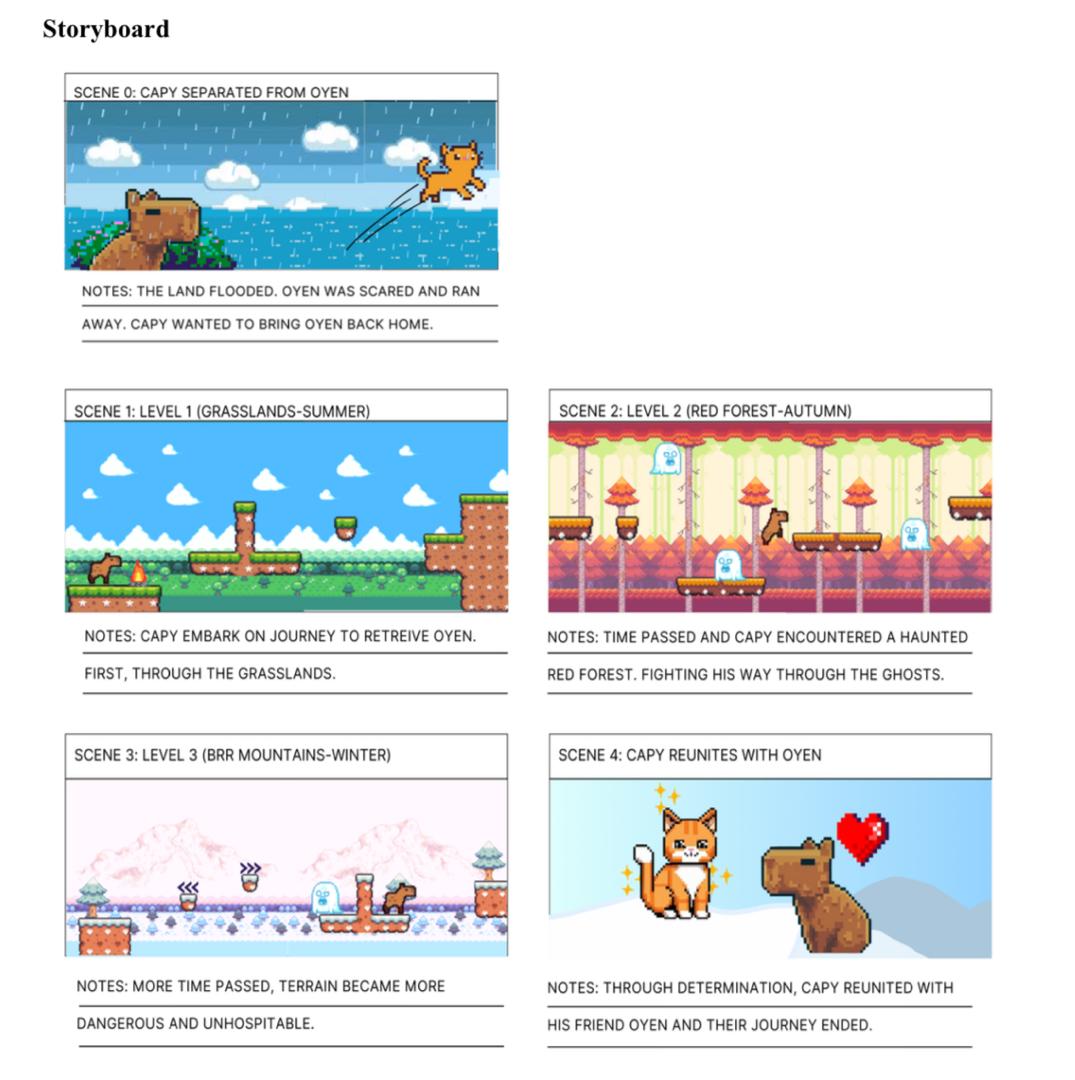 Storyboard
SCENE 0: CAPY SEPARATED FROM OYEN
NOTES: THE LAND FLOODED. OYEN WAS SCARED AND RAN
AWAY. CAPY WANTED TO BRING OYEN BACK HOME.
SCENE 1: LEVEL 1 (GRASSLANDS-SUMMER)
NOTES: CAPY EMBARK ON JOURNEY TO RETREIVE OYEN.
FIRST, THROUGH THE GRASSLANDS.
SCENE 2: LEVEL 2 (RED FOREST-AUTUMN)
NOTES: TIME PASSED AND CAPY ENCOUNTERED A HAUNTED
RED FOREST. FIGHTING HIS WAY THROUGH THE GHOSTS.
SCENE 3: LEVEL 3 (BRR MOUNTAINS-WINTER)
NOTES: MORE TIME PASSED, TERRAIN BECAME MORE
DANGEROUS AND UNHOSPITABLE.
SCENE 4: CAPY REUNITES WITH OYEN
NOTES: THROUGH DETERMINATION, CAPY REUNITED WITH
HIS FRIEND OYEN AND THEIR JOURNEY ENDED.